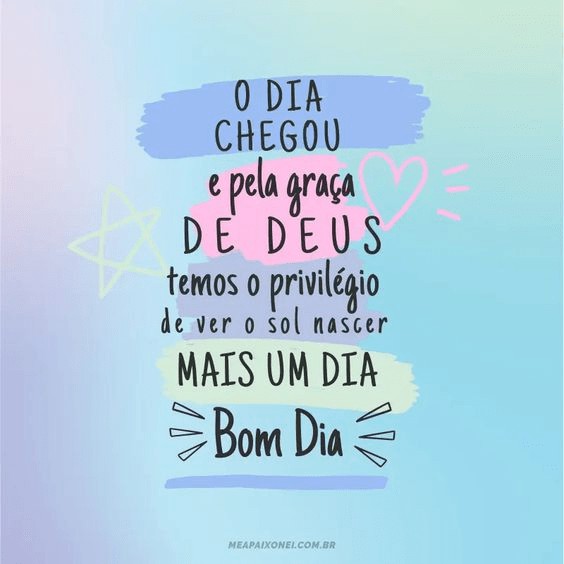 O DIA
CHEGOU
e pela graça
DE DEUS
temos o privilégio
de ver o sol nascer
MAIS UM DIA
Bom Dia
MEAPAIXONEI.COM.BR